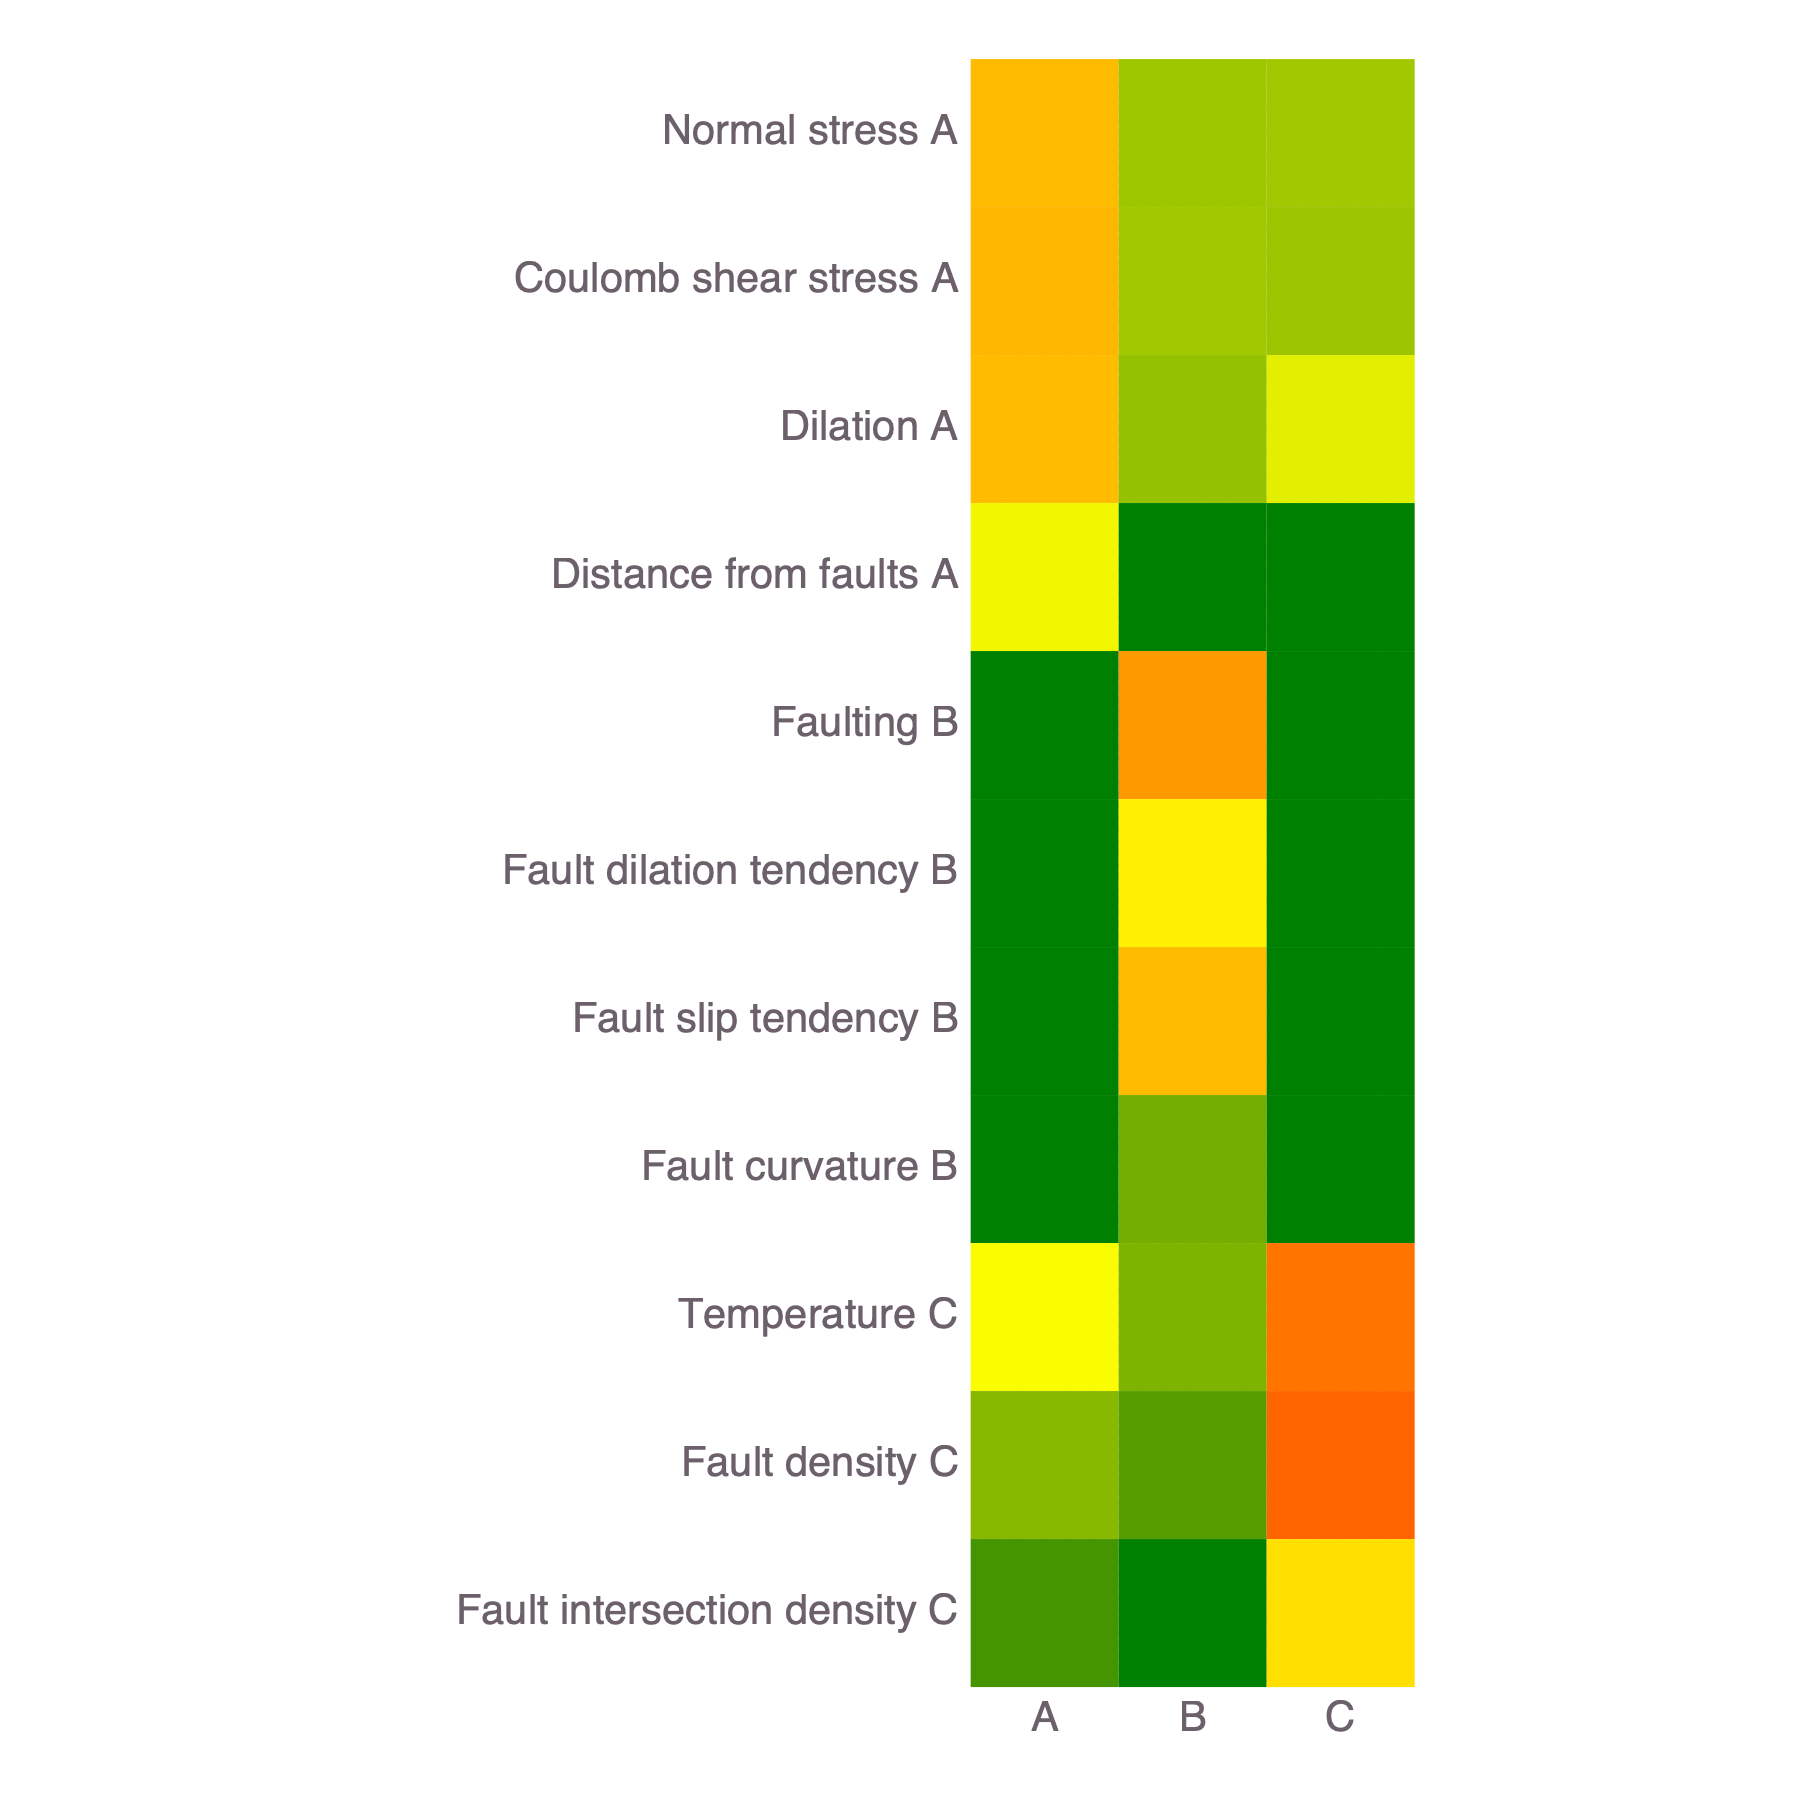 Normal stress A
Coulomb shear stress A
Dilation A
Distance from faults A
Faulting B
Fault dilation tendency B
Fault slip tendency B
Fault curvature B
Temperature C
Fault density C
Fault intersection density C
A B C